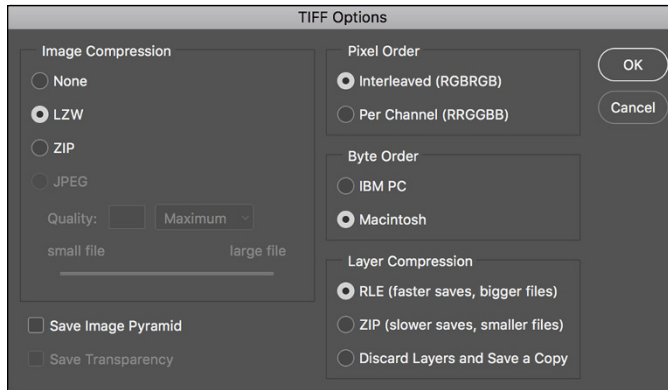 TIFF Options
Image Compression
None
LZW
ZIP
JPEG
Quality:
Maximum
small file
large file
Save Image Pyramid
Save Transparency
Pixel Order
Interleaved (RGBRGB)
Per Channel (RRGGBB)
Byte Order
IBM PC
Macintosh
Layer Compression
RLE (faster saves, bigger files)
ZIP (slower saves, smaller files)
Discard Layers and Save a Copy
OK
Cancel